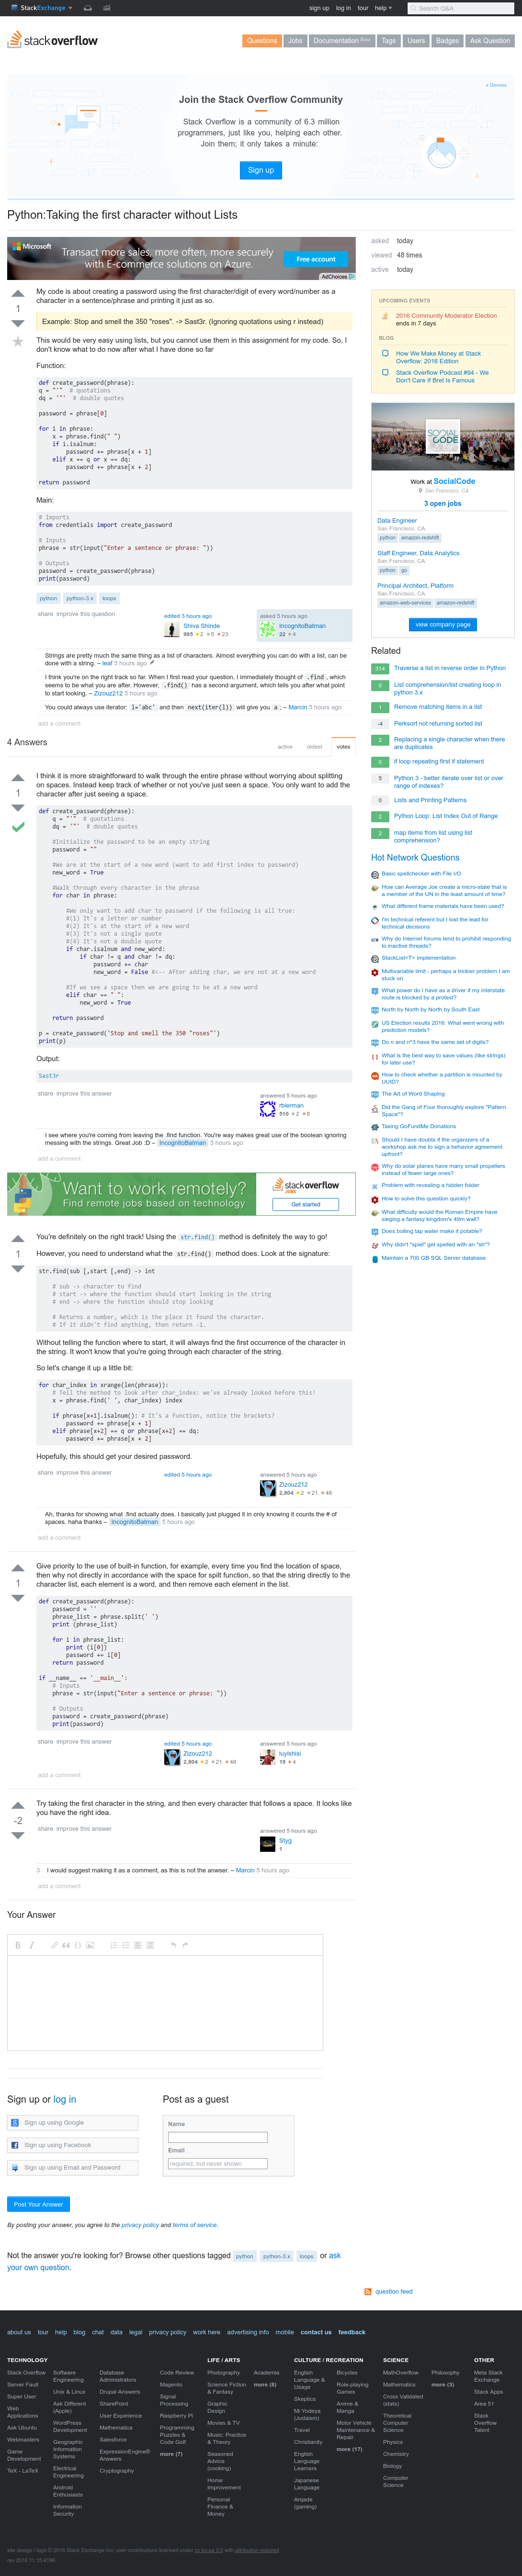 StackExchange
sign up log in tour help
Search Q&A
stackoverflow
Questions Jobs Documentation Beta Tags Users Badges Ask Question
x Dismiss
Join the Stack Overflow Community
Stack Overflow is a community of 6.3 million
programmers, just like you, helping each other.
Join them; it only takes a minute:
Sign up
Python:Taking the first character without Lists
Microsoft
Transact more sales, more often, more securely
with E-commerce solutions on Azure.
Free account
AdChoices
My code is about creating a password using the first character/digit of every word/number as a
character in a sentence/phrase and printing it just as so.
1
Example: Stop and smell the 350 "roses". -> Sast3r. (Ignoring quotations using r instead)
This would be very easy using lists, but you cannot use them in this assignment for my code. So, I
don't know what to do now after what I have done so far
Function:
def create_password(phrase):
q = "'" # quotations
dq = '"' # double quotes
password = phrase[0]
for i in phrase:
x = phrase.find(" ")
if i.isalnum:
password += phrase[x + 1]
elif x == q or x == dq:
password += phrase[x + 2]
return password
Main:
# Imports
from credentials import create_password
# Inputs
phrase = str(input("Enter a sentence or phrase: "))
# Outputs
password = create_password(phrase)
print(password)
python python-3.x loops
share improve this question
edited 3 hours ago
Shiva Shinde
995 2 5 23
asked 5 hours ago
IncognitoBatman
22 4
Strings are pretty much the same thing as a list of characters. Almost everything you can do with a list, can be
done with a string. – leaf 5 hours ago
I think you're on the right track so far. When I first read your question, I immediately thought of .find , which
seems to be what you are after. However, .find() has a second argument, which tells you after what point
to start looking. – Zizouz212 5 hours ago
You could always use iterator: l='abc' and then next(iter(l)) will give you a ; – Marcin 5 hours ago
add a comment
4 Answers
active oldest votes
I think it is more straightforward to walk through the entire phrase without worrying about splitting
on spaces. Instead keep track of whether or not you've just seen a space. You only want to add the
character after just seeing a space.
1
def create_password(phrase):
q = "'" # quotations
dq = '"' # double quotes
#Initialize the password to be an empty string
password = ""
#We are at the start of a new word (want to add first index to password)
new_word = True
#Walk through every character in the phrase
for char in phrase:
#We only want to add char to password if the following is all true:
#(1) It's a letter or number
#(2) It's at the start of a new word
#(3) It's not a single quote
#(4) It's not a double quote
if char.isalnum and new_word:
if char != q and char != dq:
password += char
new_word = False #<-- After adding char, we are not at a new word
#If we see a space then we are going to be at a new word
elif char == " ":
new_word = True
return password
p = create_password('Stop and smell the 350 "roses"')
print(p)
Output:
Sast3r
share improve this answer
answered 5 hours ago
rbierman
510 2 8
I see where you're coming from leaving the .find function. You're way makes great use of the boolean ignoring
messing with the strings. Great Job :D – IncognitoBatman 5 hours ago
add a comment
Want to work remotely?
Find remote jobs based on technology
stackoverflow
JOBS
Get started
You're definitely on the right track! Using the str.find() method is definitely the way to go!
1
However, you need to understand what the str.find() method does. Look at the signature:
str.find(sub [,start [,end) -> int
# sub -> character to find
# start -> where the function should start looking in the string
# end -> where the function should stop looking
# Returns a number, which is the place it found the character.
# If it didn't find anything, then return -1.
Without telling the function where to start, it will always find the first occurrence of the character in
the string. It won't know that you're going through each character of the string.
So let's change it up a little bit:
for char_index in xrange(len(phrase)):
# Tell the method to look after char_index: we've already looked before this!
x = phrase.find(' ', char_index) index
if phrase[x+1].isalnum(): # It's a function, notice the brackets?
password += phrase[x + 1]
elif phrase[x+2] == q or phrase[x+2] == dq:
password += phrase[x + 2]
Hopefully, this should get your desired password.
share improve this answer
edited 5 hours ago
answered 5 hours ago
Zizouz212
2,804 2 21 48
Ah, thanks for showing what .find actually does. I basically just plugged it in only knowing it counts the # of
spaces. haha thanks – IncognitoBatman 5 hours ago
add a comment
Give priority to the use of built-in function, for example, every time you find the location of space,
then why not directly in accordance with the space for spilt function, so that the string directly to the
character list, each element is a word, and then remove each element in the list.
1
def create_password(phrase):
password = ''
phrase_list = phrase.split(' ')
print (phrase_list)
for i in phrase_list:
print (i[0])
password += i[0]
return password
if __name__ == '__main__':
# Inputs
phrase = str(input("Enter a sentence or phrase: "))
# Outputs
password = create_password(phrase)
print(password)
share improve this answer
edited 5 hours ago
Zizouz212
2,804 2 21 48
answered 5 hours ago
luyishisi
19 4
add a comment
Try taking the first character in the string, and then every character that follows a space. It looks like
you have the right idea.
-2
share improve this answer
answered 5 hours ago
Styg
1
3 I would suggest making it as a comment, as this is not the anwser. – Marcin 5 hours ago
add a comment
Your Answer
Sign up or log in
Sign up using Google
Sign up using Facebook
Sign up using Email and Password
Post as a guest
Name
Email
required, but never shown
Post Your Answer
By posting your answer, you agree to the privacy policy and terms of service.
Not the answer you're looking for? Browse other questions tagged python python-3.x loops or ask
your own question.
asked today
viewed 48 times
active today
UPCOMING EVENTS
2016 Community Moderator Election
ends in 7 days
BLOG
How We Make Money at Stack
Overflow: 2016 Edition
Stack Overflow Podcast #94 - We
Don't Care If Bret Is Famous
SOCIAL
CODE
Work at SocialCode
San Francisco, CA
3 open jobs
Data Engineer
San Francisco, CA
python amazon-redshift
Staff Engineer, Data Analytics
San Francisco, CA
python go
Principal Architect, Platform
San Francisco, CA
amazon-web-services amazon-redshift
view company page
Related
314 Traverse a list in reverse order in Python
0 List comprehension/list creating loop in
python 3.x
1 Remove matching items in a list
-4 Perksort not returning sorted list
2 Replacing a single character when there
are duplicates
0 if loop repeating first if statement
5 Python 3 - better iterate over list or over
range of indexes?
0 Lists and Printing Patterns
2 Python Loop: List Index Out of Range
2 map items from list using list
comprehension?
Hot Network Questions
Basic spellchecker with File I/O
How can Average Joe create a micro-state that is
a member of the UN in the least amount of time?
What different frame materials have been used?
I'm technical referent but I lost the lead for
technical decisions
Why do Internet forums tend to prohibit responding
to inactive threads?
StackList<T> implementation
Multivariable limit - perhaps a trickier problem I am
stuck on.
What power do I have as a driver if my interstate
route is blocked by a protest?
North by North by North by South East
US Election results 2016: What went wrong with
prediction models?
Do n and n^3 have the same set of digits?
What is the best way to save values (like strings)
for later use?
How to check whether a partition is mounted by
UUID?
The Art of Word Shaping
Did the Gang of Four thoroughly explore "Pattern
Space"?
Taxing GoFundMe Donations
Should I have doubts if the organizers of a
workshop ask me to sign a behavior agreement
upfront?
Why do solar planes have many small propellers
instead of fewer large ones?
Problem with revealing a hidden folder
How to solve this question quickly?
What difficulty would the Roman Empire have
sieging a fantasy kingdom's 49m wall?
Does boiling tap water make it potable?
Why didn't "spiel" get spelled with an "sh"?
Maintain a 700 GB SQL Server database
question feed
about us tour help blog chat data legal privacy policy work here advertising info mobile contact us feedback
TECHNOLOGY
Stack Overflow
Server Fault
Super User
Web
Applications
Ask Ubuntu
Webmasters
Game
Development
TeX - LaTeX
Software
Engineering
Unix & Linux
Ask Different
(Apple)
WordPress
Development
Geographic
Information
Systems
Electrical
Engineering
Android
Enthusiasts
Information
Security
Database
Administrators
Drupal Answers
SharePoint
User Experience
Mathematica
Salesforce
ExpressionEngine®
Answers
Cryptography
Code Review
Magento
Signal
Processing
Raspberry Pi
Programming
Puzzles &
Code Golf
more (7)
LIFE / ARTS
Photography
Science Fiction
& Fantasy
Graphic
Design
Movies & TV
Music: Practice
& Theory
Seasoned
Advice
(cooking)
Home
Improvement
Personal
Finance &
Money
Academia
more (8)
CULTURE / RECREATION
English
Language &
Usage
Skeptics
Mi Yodeya
(Judaism)
Travel
Christianity
English
Language
Learners
Japanese
Language
Arqade
(gaming)
Bicycles
Role-playing
Games
Anime &
Manga
Motor Vehicle
Maintenance &
Repair
more (17)
SCIENCE
MathOverflow
Mathematics
Cross Validated
(stats)
Theoretical
Computer
Science
Physics
Chemistry
Biology
Computer
Science
Philosophy
more (3)
OTHER
Meta Stack
Exchange
Stack Apps
Area 51
Stack
Overflow
Talent
site design / logo © 2016 Stack Exchange Inc; user contributions licensed under cc by-sa 3.0 with attribution required
rev 2016.11.15.4196